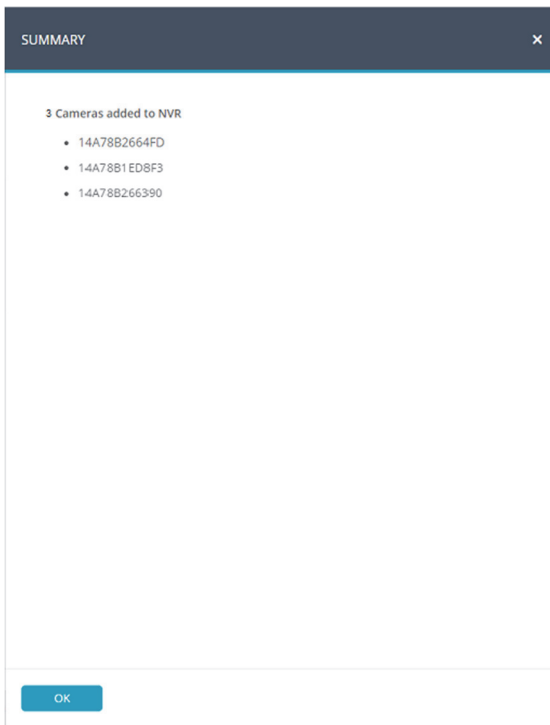 SUMMARY ×
3 Cameras added to NVR
• 14A78B2664FD
• 14A78B1ED8F3
• 14A78B266390
OK